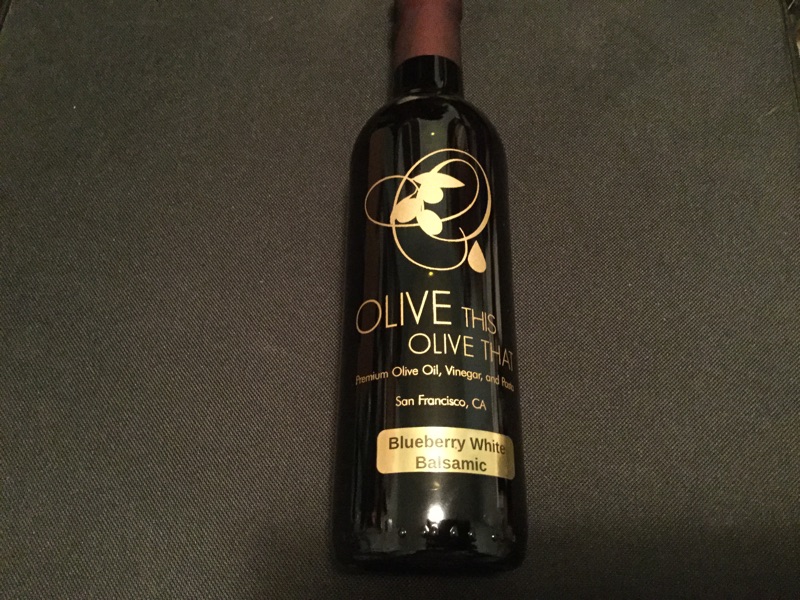 OLIVE THIS
OLIVE THAT
Premium Olive Oil, Vinegar, and Pasta
San Francisco, CA
Blueberry White
Balsamic